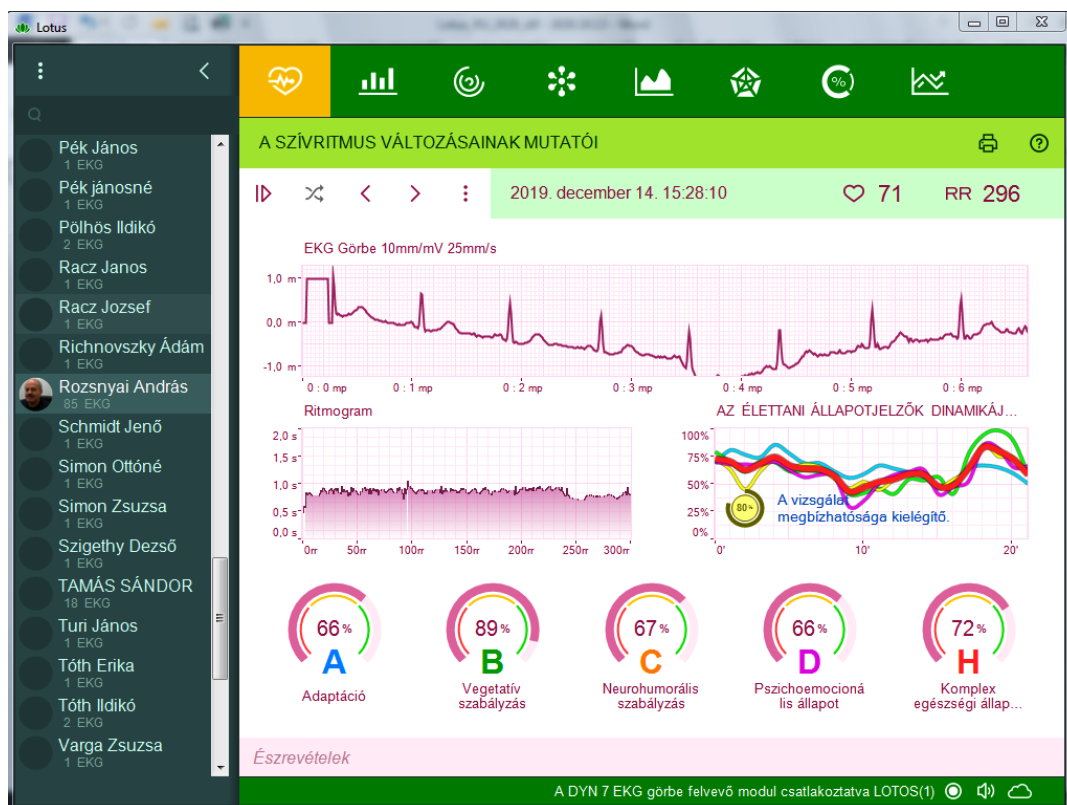 Lotus
Pék János
1 EKG
Pék jánosné
1 EKG
Pölhös Ildikó
2 EKG
Racz Janos
1 EKG
Racz Jozsef
1 EKG
Richnovszky Ádám
1 EKG
Rozsnyai András
85 EKG
Schmidt Jenő
1 EKG
Simon Ottóné
1 EKG
Simon Zsuzsa
1 EKG
Szigethy Dezső
1 EKG
TAMÁS SÁNDOR
18 EKG
Turi János
1 EKG
Tóth Erika
1 EKG
Tóth Ildikó
2 EKG
Varga Zsuzsa
1 EKG
%
A SZÍVRITMUS VÁLTOZÁSAINAK MUTATÓI
2019. december 14. 15:28:10
71
RR 296
EKG Görbe 10mm/mV 25mm/s
1,0 m
0,0 m
-1,0 m
0 : 0 mp 0 : 1 mp 0 : 2 mp 0 : 3 mp 0 : 4 mp 0 : 5 mp 0 : 6 mp
Ritmogram
2,0 s
1,5 s
1,0 s
0,5 s
0,0 s
0rr 50rr 100rr 150rr 200rr 250rr 300rr
AZ ÉLETTANI ÁLLAPOTJELZŐK DINAMIKÁJ...
100%
75%
50%
25%
0%
80%
A vizsgálat
megbízhatósága kielégítő.
0' 10' 20'
66%
A
Adaptáció
89%
B
Vegetatív
szabályzás
67%
C
Neurohumorális
szabályzás
66%
D
Pszichoemocioná
lis állapot
72%
H
Komplex
egészségi állap...
Észrevételek
A DYN 7 EKG görbe felvevő modul csatlakoztatva LOTOS(1)